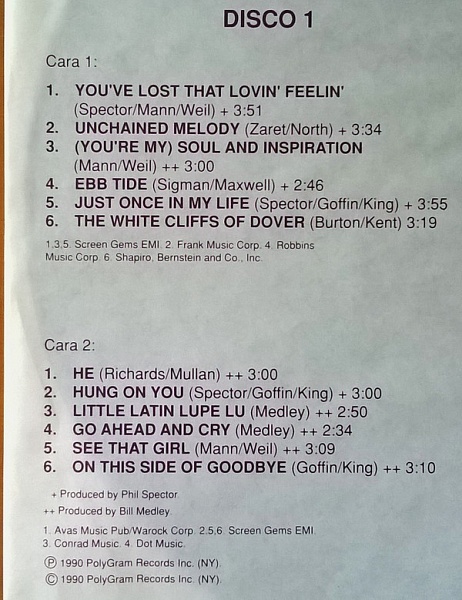 DISCO 1
Cara 1:
1. YOU'VE LOST THAT LOVIN' FEELIN'
(Spector/Mann/Weil) + 3:51
2. UNCHAINED MELODY (Zaret/North) + 3:34
3. (YOU'RE MY) SOUL AND INSPIRATION
(Mann/Weil) ++ 3:00
4. EBB TIDE (Sigman/Maxwell) + 2:46
5. JUST ONCE IN MY LIFE (Spector/Goffin/King) + 3:55
6. THE WHITE CLIFFS OF DOVER (Burton/Kent) 3:19
1.3,5. Screen Gems EMI. 2. Frank Music Corp. 4. Robbins
Music Corp. 6. Shapiro, Bernstein and Co., Inc.
Cara 2:
1. HE (Richards/Mullan) ++ 3:00
2. HUNG ON YOU (Spector/Goffin/King) + 3:00
3. LITTLE LATIN LUPE LU (Medley) ++ 2:50
4. GO AHEAD AND CRY (Medley) ++ 2:34
5. SEE THAT GIRL (Mann/Weil) ++ 3:09
6. ON THIS SIDE OF GOODBYE (Goffin/King) ++ 3:10
+ Produced by Phil Spector.
++ Produced by Bill Medley.
1. Avas Music Pub/Warock Corp. 2.5,6. Screen Gems EMI.
3. Conrad Music. 4. Dot Music.
℗ 1990 PolyGram Records Inc. (NY).
© 1990 PolyGram Records Inc. (NY).